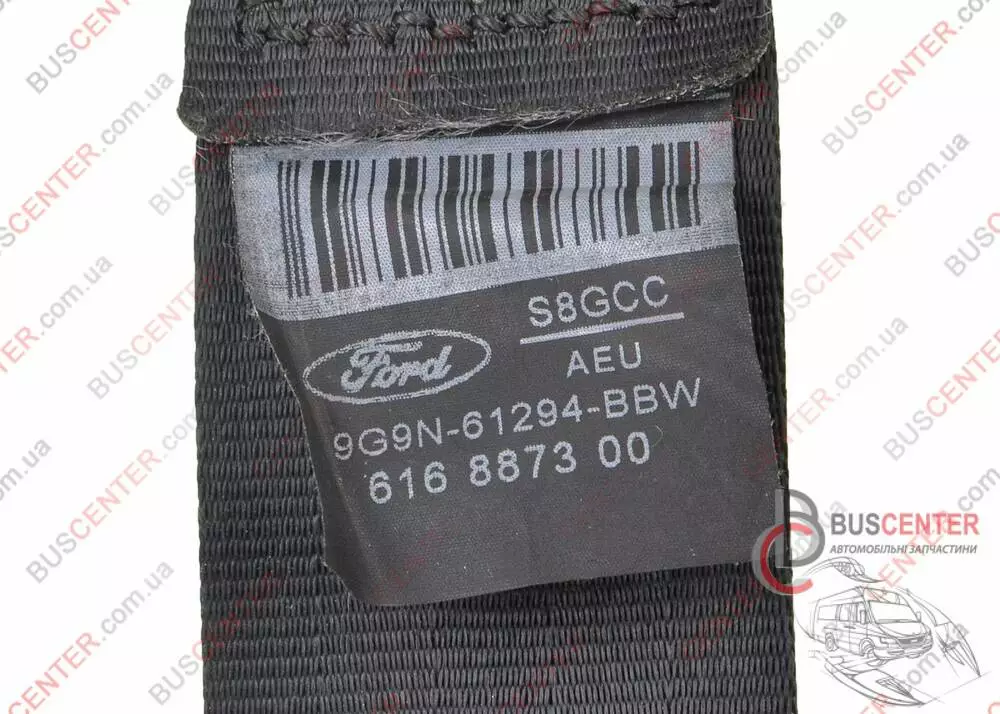 S8GCC
Ford
AEU
9G9N-61294-BBW
616 8873 00
BUSCENTER
АВТОМОБІЛЬНІ ЗАПЧАСТИНИ
BUSCENTER.com.ua